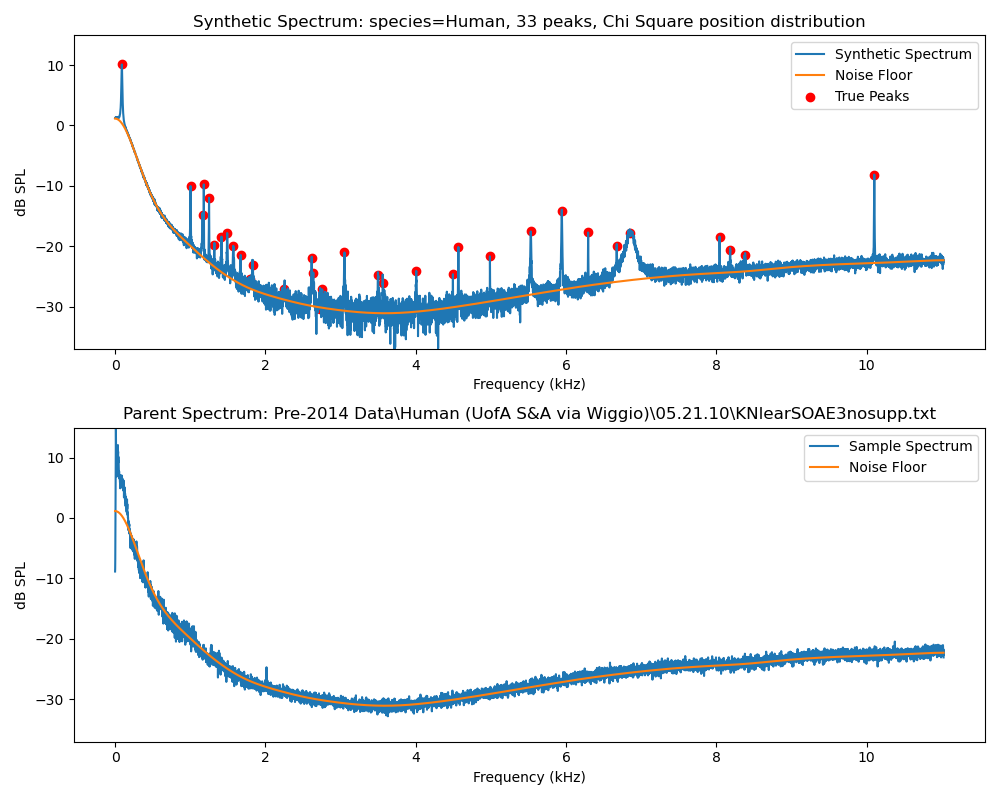 Synthetic Spectrum: species=Human, 33 peaks, Chi Square position distribution
10
0
−10
−20
−30
dB SPL
Synthetic Spectrum
Noise Floor
True Peaks
0 2 4 6 8 10
Frequency (kHz)
Parent Spectrum: Pre-2014 Data\Human (UofA S&A via Wiggio)\05.21.10\KNlearSOAE3nosupp.txt
10
0
−10
−20
−30
dB SPL
Sample Spectrum
Noise Floor
0 2 4 6 8 10
Frequency (kHz)